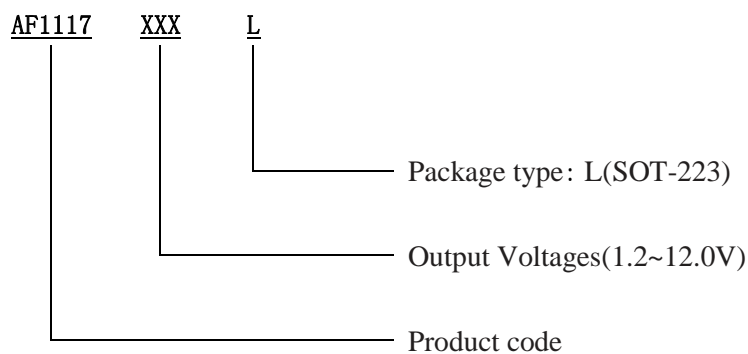 AF1117 XXX L
Package type: L(SOT-223)
Output Voltages(1.2~12.0V)
Product code